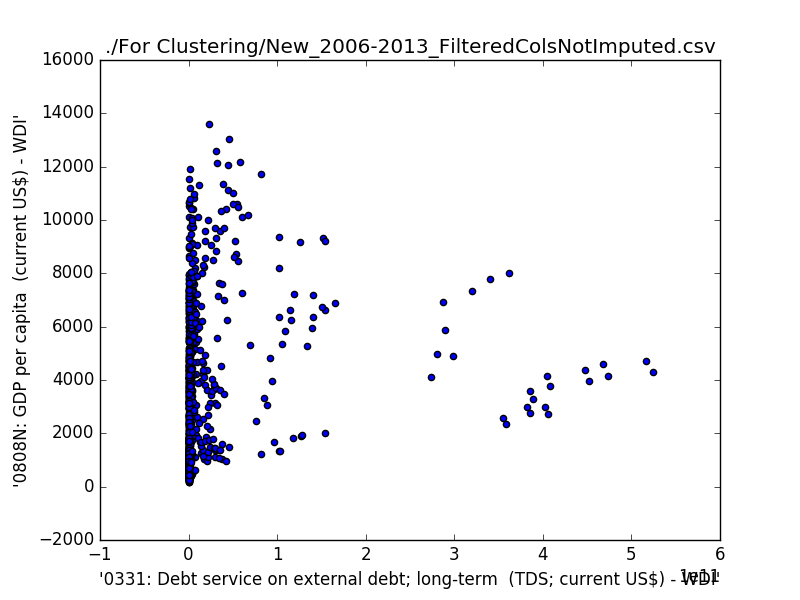 ./For Clustering/New_2006-2013_FilteredColsNotImputed.csv
16000
14000
12000
10000
8000
6000
4000
2000
0
−2000
'0808N: GDP per capita (current US$) - WDI'
−1 0 1 2 3 4 5 6
1e11
'0331: Debt service on external debt; long-term (TDS; current US$) - WDI'